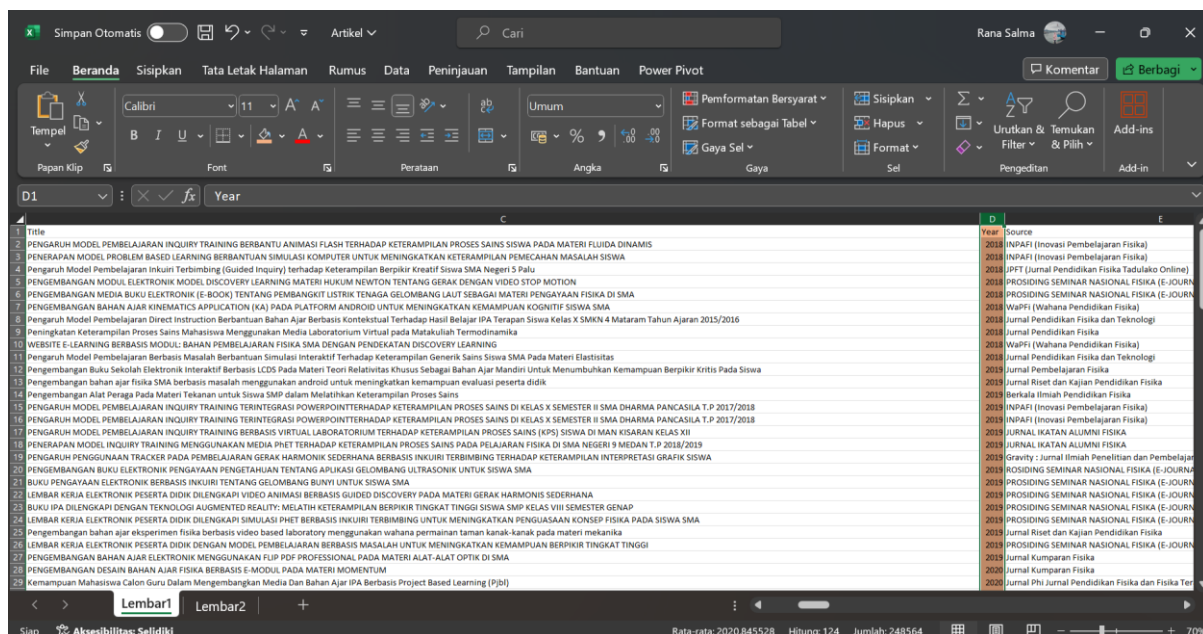 Simpan Otomatis Artikel Cari Rana Salma
File Beranda Sisipkan Tata Letak Halaman Rumus Data Peninjauan Tampilan Bantuan Power Pivot Komentar Berbagi
Calibri 11 Umum Pemformatan Bersyarat Sisipkan
Tempel Format sebagai Tabel Hapus Urutkan & Filter Temukan & Pilih Add-ins
B I U Gaya Sel Format
Papan Klip Font Perataan Angka Gaya Sel Pengeditan Add-in
D1 fx Year
C D E
1 Title Year Source
2 PENGARUH MODEL PEMBELAJARAN INQUIRY TRAINING BERBANTU ANIMASI FLASH TERHADAP KETERAMPILAN PROSES SAINS SISWA PADA MATERI FLUIDA DINAMIS 2018 INPAFI (Inovasi Pembelajaran Fisika)
3 PENERAPAN MODEL PROBLEM BASED LEARNING BERBANTUAN SIMULASI KOMPUTER UNTUK MENINGKATKAN KETERAMPILAN PEMECAHAN MASALAH SISWA 2018 INPAFI (Inovasi Pembelajaran Fisika)
4 Pengaruh Model Pembelajaran Inkuiri Terbimbing (Guided Inquiry) terhadap Keterampilan Berpikir Kreatif Siswa SMA Negeri 5 Palu 2018 JPFT (Jurnal Pendidikan Fisika Tadulako Online)
5 PENGEMBANGAN MODUL ELEKTRONIK MODEL DISCOVERY LEARNING MATERI HUKUM NEWTON TENTANG GERAK DENGAN VIDEO STOP MOTION 2018 PROSIDING SEMINAR NASIONAL FISIKA (E-JOURN
6 PENGEMBANGAN MEDIA BUKU ELEKTRONIK (E-BOOK) TENTANG PEMBANGKIT LISTRIK TENAGA GELOMBANG LAUT SEBAGAI MATERI PENGAYAAN FISIKA DI SMA 2018 PROSIDING SEMINAR NASIONAL FISIKA (E-JOURN
7 PENGEMBANGAN BAHAN AJAR KINEMATICS APPLICATION (KA) PADA PLATFORM ANDROID UNTUK MENINGKATKAN KEMAMPUAN KOGNITIF SISWA SMA 2018 WaPFi (Wahana Pendidikan Fisika)
8 Pengaruh Model Pembelajaran Direct Instruction Berbantuan Bahan Ajar Berbasis Kontekstual Terhadap Hasil Belajar IPA Terapan Siswa Kelas X SMKN 4 Mataram Tahun Ajaran 2015/2016 2018 Jurnal Pendidikan Fisika dan Teknologi
9 Peningkatan Keterampilan Proses Sains Mahasiswa Menggunakan Media Laboratorium Virtual pada Matakuliah Termodinamika 2018 Jurnal Pendidikan Fisika
10 WEBSITE E-LEARNING BERBASIS MODUL: BAHAN PEMBELAJARAN FISIKA SMA DENGAN PENDEKATAN DISCOVERY LEARNING 2018 WaPFi (Wahana Pendidikan Fisika)
11 Pengaruh Model Pembelajaran Berbasis Masalah Berbantuan Simulasi Interaktif Terhadap Keterampilan Generik Sains Siswa SMA Pada Materi Elastisitas 2018 Jurnal Pendidikan Fisika dan Teknologi
12 Pengembangan Buku Sekolah Elektronik Interaktif Berbasis LCDS Pada Materi Teori Relativitas Khusus Sebagai Bahan Ajar Mandiri Untuk Menumbuhkan Kemampuan Berpikir Kritis Pada Siswa 2019 Jurnal Pembelajaran Fisika
13 Pengembangan bahan ajar fisika SMA berbasis masalah menggunakan android untuk meningkatkan kemampuan evaluasi peserta didik 2019 Jurnal Riset dan Kajian Pendidikan Fisika
14 Pengembangan Alat Peraga Pada Materi Tekanan untuk Siswa SMP dalam Melatihkan Keterampilan Proses Sains 2019 Berkala Ilmiah Pendidikan Fisika
15 PENGARUH MODEL PEMBELAJARAN INQUIRY TRAINING TERINTEGRASI POWERPOINTTERHADAP KETERAMPILAN PROSES SAINS DI KELAS X SEMESTER II SMA DHARMA PANCASILA T.P 2017/2018 2019 INPAFI (Inovasi Pembelajaran Fisika)
16 PENGARUH MODEL PEMBELAJARAN INQUIRY TRAINING TERINTEGRASI POWERPOINTTERHADAP KETERAMPILAN PROSES SAINS DI KELAS X SEMESTER II SMA DHARMA PANCASILA T.P 2017/2018 2019 INPAFI (Inovasi Pembelajaran Fisika)
17 PENGARUH MODEL PEMBELAJARAN INQUIRY TRAINING BERBASIS VIRTUAL LABORATORIUM TERHADAP KETERAMPILAN PROSES SAINS (KPS) SISWA DI MAN KISARAN KELAS XII 2019 JURNAL IKATAN ALUMNI FISIKA
18 PENERAPAN MODEL INQUIRY TRAINING MENGGUNAKAN MEDIA PhET TERHADAP KETERAMPILAN PROSES SAINS PADA PELAJARAN FISIKA DI SMA NEGERI 9 MEDAN T.P 2018/2019 2019 JURNAL IKATAN ALUMNI FISIKA
19 PENGARUH PENGGUNAAN TRACKER PADA PEMBELAJARAN GERAK HARMONIK SEDERHANA BERBASIS INKUIRI TERBIMBING TERHADAP KETERAMPILAN INTERPRETASI GRAFIK SISWA 2019 Gravity : Jurnal Ilmiah Penelitian dan Pembelajar
20 PENGEMBANGAN BUKU ELEKTRONIK PENGAYAAN PENGETAHUAN TENTANG APLIKASI GELOMBANG ULTRASONIK UNTUK SISWA SMA 2019 ROSIDING SEMINAR NASIONAL FISIKA (E-JOURNA
21 BUKU PENGAYAAN ELEKTRONIK BERBASIS INKUIRI TENTANG GELOMBANG BUNYI UNTUK SISWA SMA 2019 PROSIDING SEMINAR NASIONAL FISIKA (E-JOURN
22 LEMBAR KERJA ELEKTRONIK PESERTA DIDIK DILENGKAPI VIDEO ANIMASI BERBASIS GUIDED DISCOVERY PADA MATERI GERAK HARMONIS SEDERHANA 2019 PROSIDING SEMINAR NASIONAL FISIKA (E-JOURN
23 BUKU IPA DILENGKAPI DENGAN TEKNOLOGI AUGMENTED REALITY: MELATIH KETERAMPILAN BERPIKIR TINGKAT TINGGI SISWA SMP KELAS VIII SEMESTER GENAP 2019 PROSIDING SEMINAR NASIONAL FISIKA (E-JOURN
24 LEMBAR KERJA ELEKTRONIK PESERTA DIDIK DILENGKAPI SIMULASI PHET BERBASIS INKUIRI TERBIMBING UNTUK MENINGKATKAN PENGUASAAN KONSEP FISIKA PADA SISWA SMA 2019 PROSIDING SEMINAR NASIONAL FISIKA (E-JOURN
25 Pengembangan bahan ajar eksperimen fisika berbasis video based laboratory menggunakan wahana permainan taman kanak-kanak pada materi mekanika 2019 Jurnal Riset dan Kajian Pendidikan Fisika
26 LEMBAR KERJA ELEKTRONIK PESERTA DIDIK DENGAN MODEL PEMBELAJARAN BERBASIS MASALAH UNTUK MENINGKATKAN KEMAMPUAN BERPIKIR TINGKAT TINGGI 2019 PROSIDING SEMINAR NASIONAL FISIKA (E-JOURN
27 PENGEMBANGAN BAHAN AJAR ELEKTRONIK MENGGUNAKAN FLIP PDF PROFESSIONAL PADA MATERI ALAT-ALAT OPTIK DI SMA 2019 Jurnal Kumparan Fisika
28 PENGEMBANGAN DESAIN BAHAN AJAR FISIKA BERBASIS E-MODUL PADA MATERI MOMENTUM 2020 Jurnal Kumparan Fisika
29 Kemampuan Mahasiswa Calon Guru Dalam Mengembangkan Media Dan Bahan Ajar IPA Berbasis Project Based Learning (Pjbl) 2020 Jurnal Phi Jurnal Pendidikan Fisika dan Fisika Ter
Lembar1 Lembar2
Siap Aksesibilitas: Selidiki Rata-rata: 2020,845528 Hitung: 124 Jumlah: 248564 70%